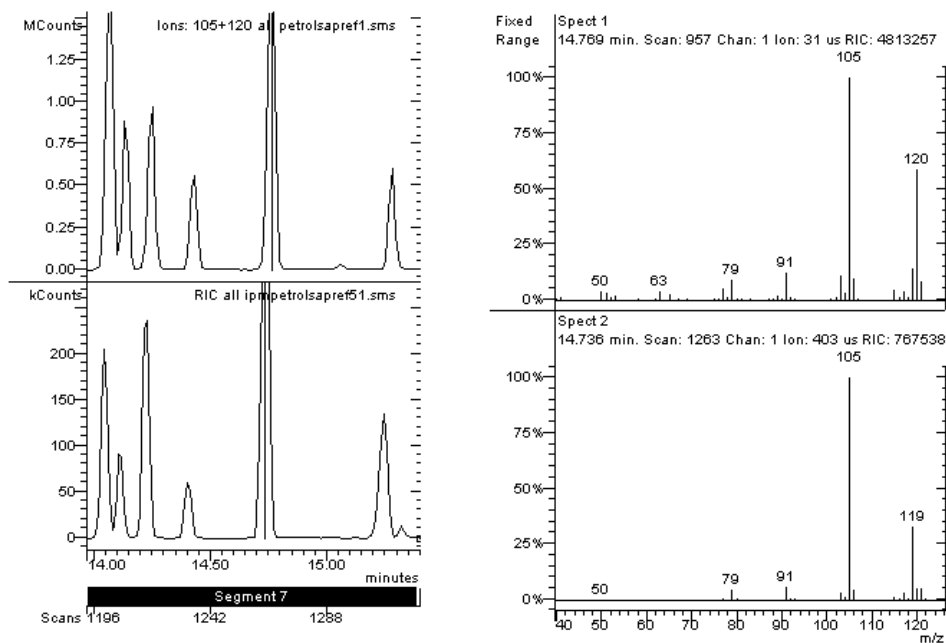 MCounts
Ions: 105+120 all petrolsapref1.sms
1.25
1.00
0.75
0.50
0.25
0.00
kCounts
RIC all ipmpetrolsapref51.sms
200
150
100
50
0
14.00 14.50 15.00
minutes
Segment 7
Scans 1196 1242 1288
Fixed
Range
Spect 1
14.769 min. Scan: 957 Chan: 1 Ion: 31 us RIC: 4813257
105
100%
120
75%
50%
25%
0%
50 63 79 91
Spect 2
14.736 min. Scan: 1263 Chan: 1 Ion: 403 us RIC: 767538
105
100%
75%
50%
119
25%
0%
50 79 91
40 50 60 70 80 90 100 110 120
m/z